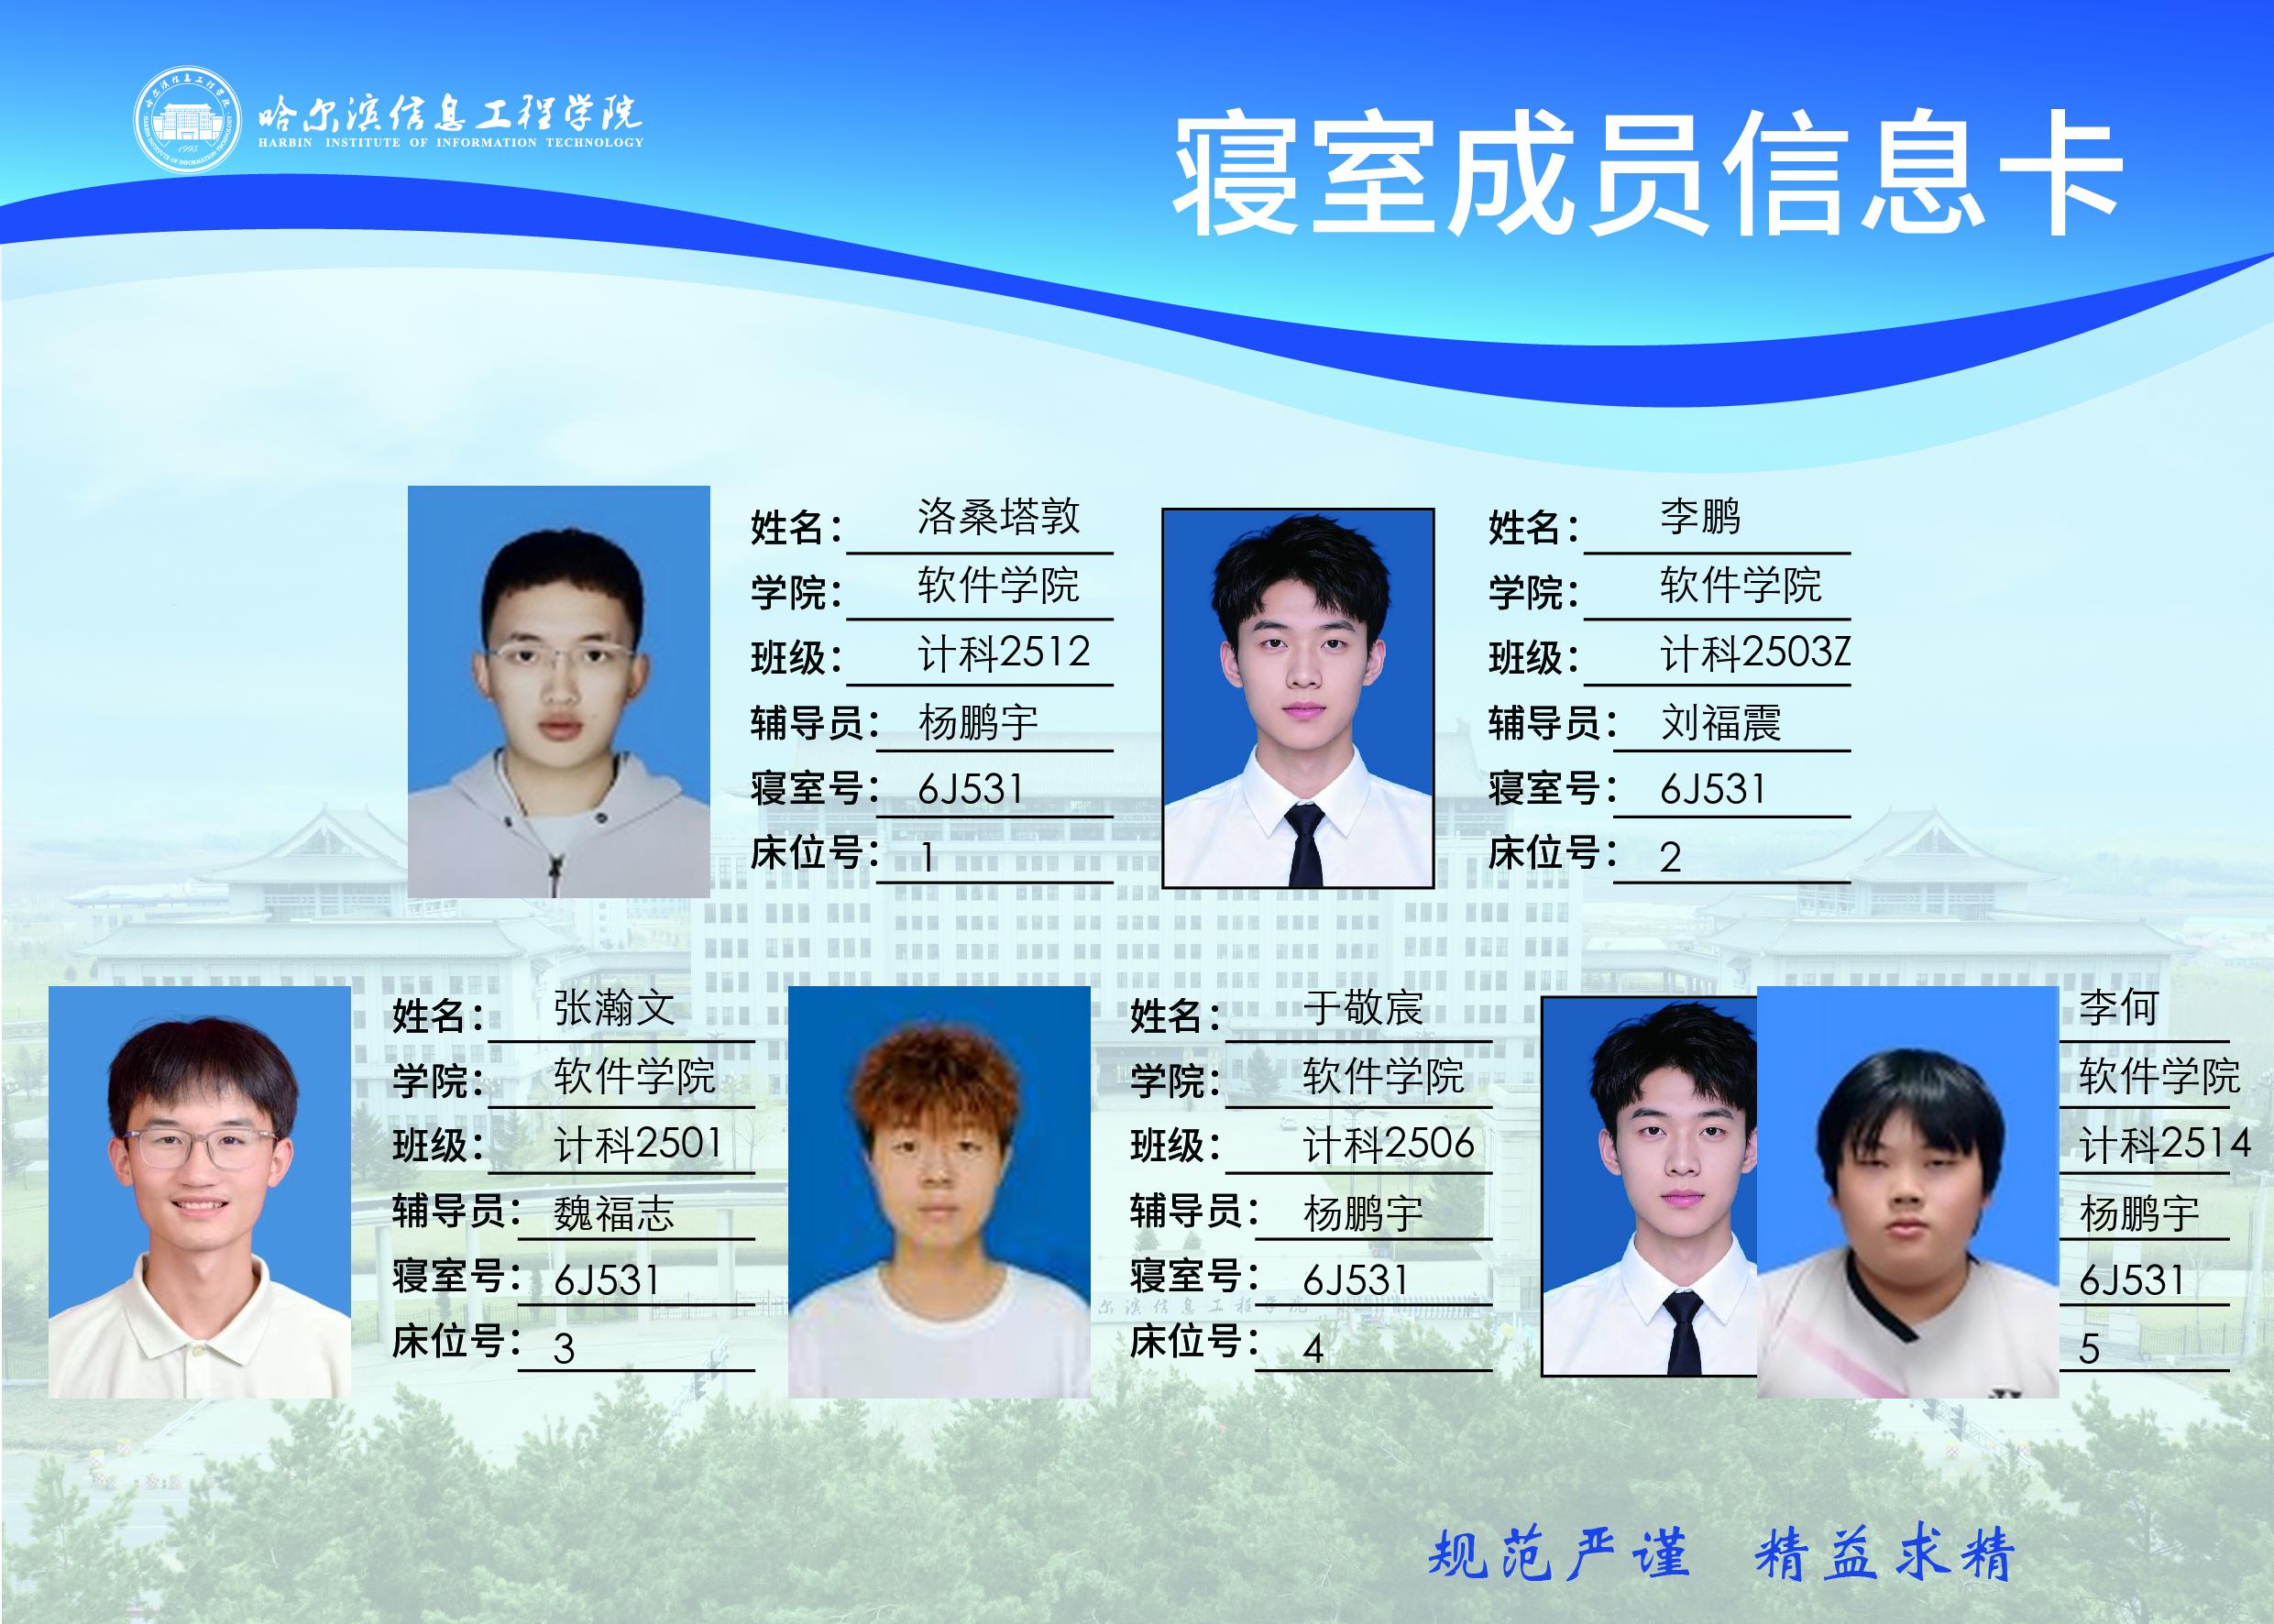 哈尔滨信息工程学院
HARBIN INSTITUTE OF INFORMATION TECHNOLOGY
1995
寝室成员信息卡
姓名： 洛桑塔敦
学院： 软件学院
班级： 计科2512
辅导员： 杨鹏宇
寝室号： 6J531
床位号： 1
姓名： 李鹏
学院： 软件学院
班级： 计科2503Z
辅导员： 刘福震
寝室号： 6J531
床位号： 2
姓名： 张瀚文
学院： 软件学院
班级： 计科2501
辅导员： 魏福志
寝室号： 6J531
床位号： 3
姓名： 于敬宸
学院： 软件学院
班级： 计科2506
辅导员： 杨鹏宇
寝室号： 6J531
床位号： 4
李何
软件学院
计科2514
杨鹏宇
6J531
5
尔滨信息工程学院
规范严谨 精益求精